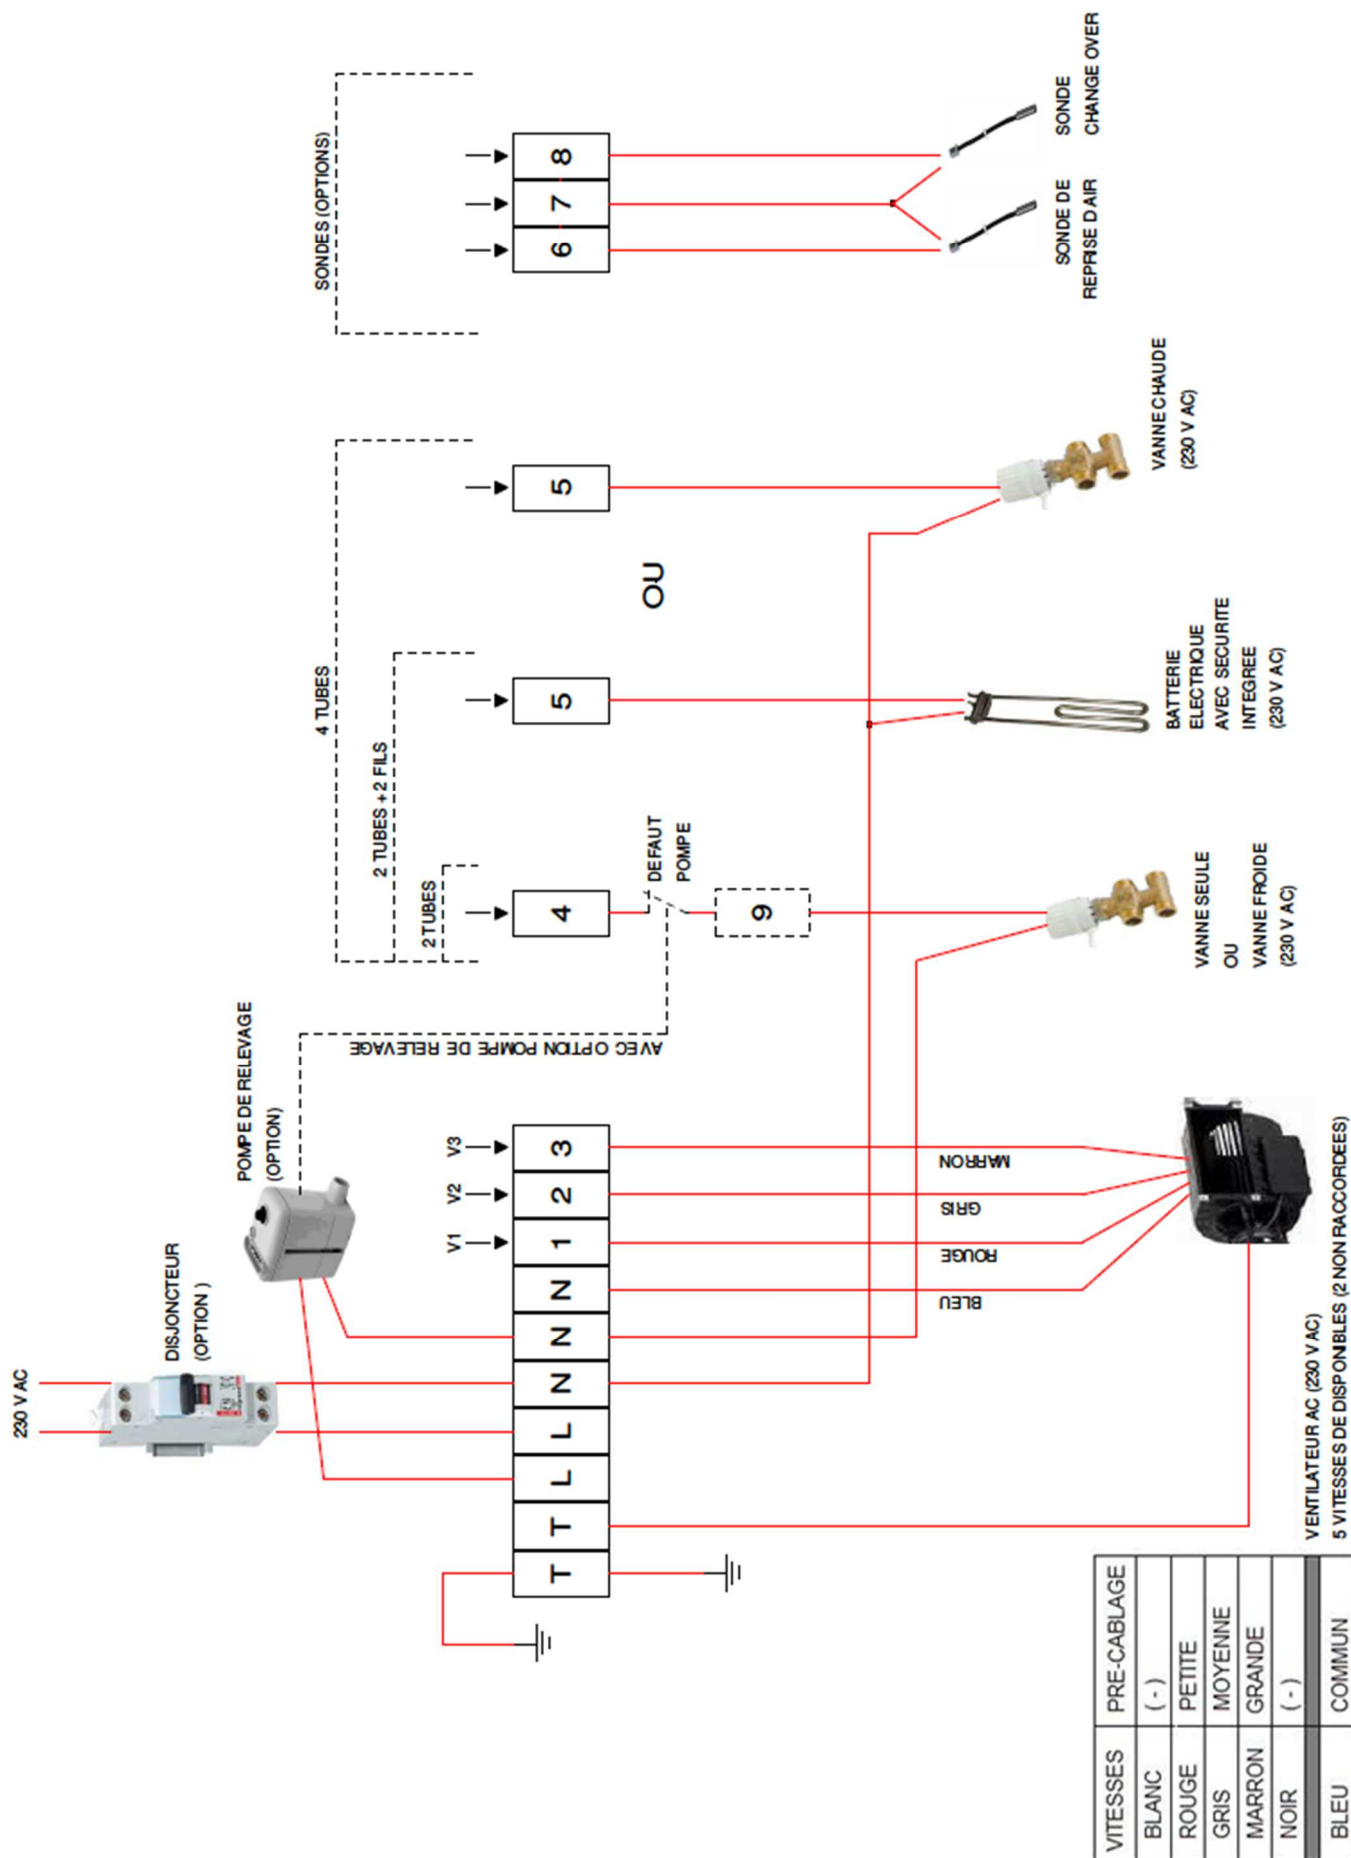 230 V AC
DISJONCTEUR
(OPTION )
POMPE DE RELEVAGE
(OPTION)
AVEC OPTION POMPE DE RELEVAGE
4 TUBES
2 TUBES + 2 FILS
2 TUBES
SONDES (OPTIONS)
V1
V2
V3
T
T
L
L
N
N
N
1
2
3
4
5
5
6
7
8
DEFAUT
POMPE
9
OU
BLEU
ROUGE
GRIS
MARRON
VANNE SEULE
OU
VANNE FROIDE
(230 V AC)
BATTERIE
ELECTRIQUE
AVEC SECURITE
INTEGREE
(230 V AC)
VANNE CHAUDE
(230 V AC)
SONDE DE
REPRISE D AIR
SONDE
CHANGE OVER
VENTILATEUR AC (230 V AC)
5 VITESSES DE DISPONIBLES (2 NON RACCORDEES)
VITESSES PRE-CABLAGE
BLANC ( - )
ROUGE PETITE
GRIS MOYENNE
MARRON GRANDE
NOIR ( - )
BLEU COMMUN